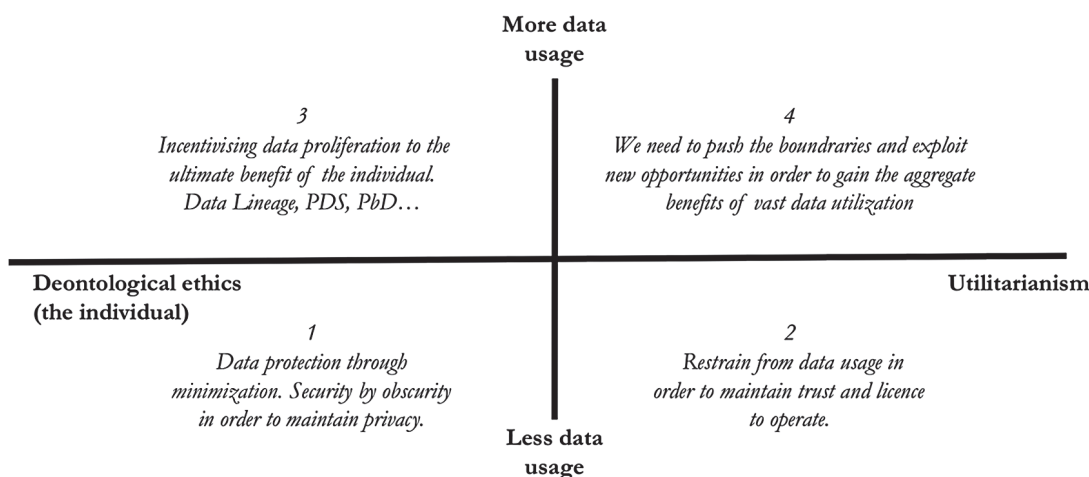 More data
usage
3
Incentivising data proliferation to the
ultimate benefit of the individual.
Data Lineage, PDS, PbD…
4
We need to push the boundraries and exploit
new opportunities in order to gain the aggregate
benefits of vast data utilization
Deontological ethics
(the individual)
Utilitarianism
1
Data protection through
minimization. Security by obscurity
in order to maintain privacy.
2
Restrain from data usage in
order to maintain trust and licence
to operate.
Less data
usage